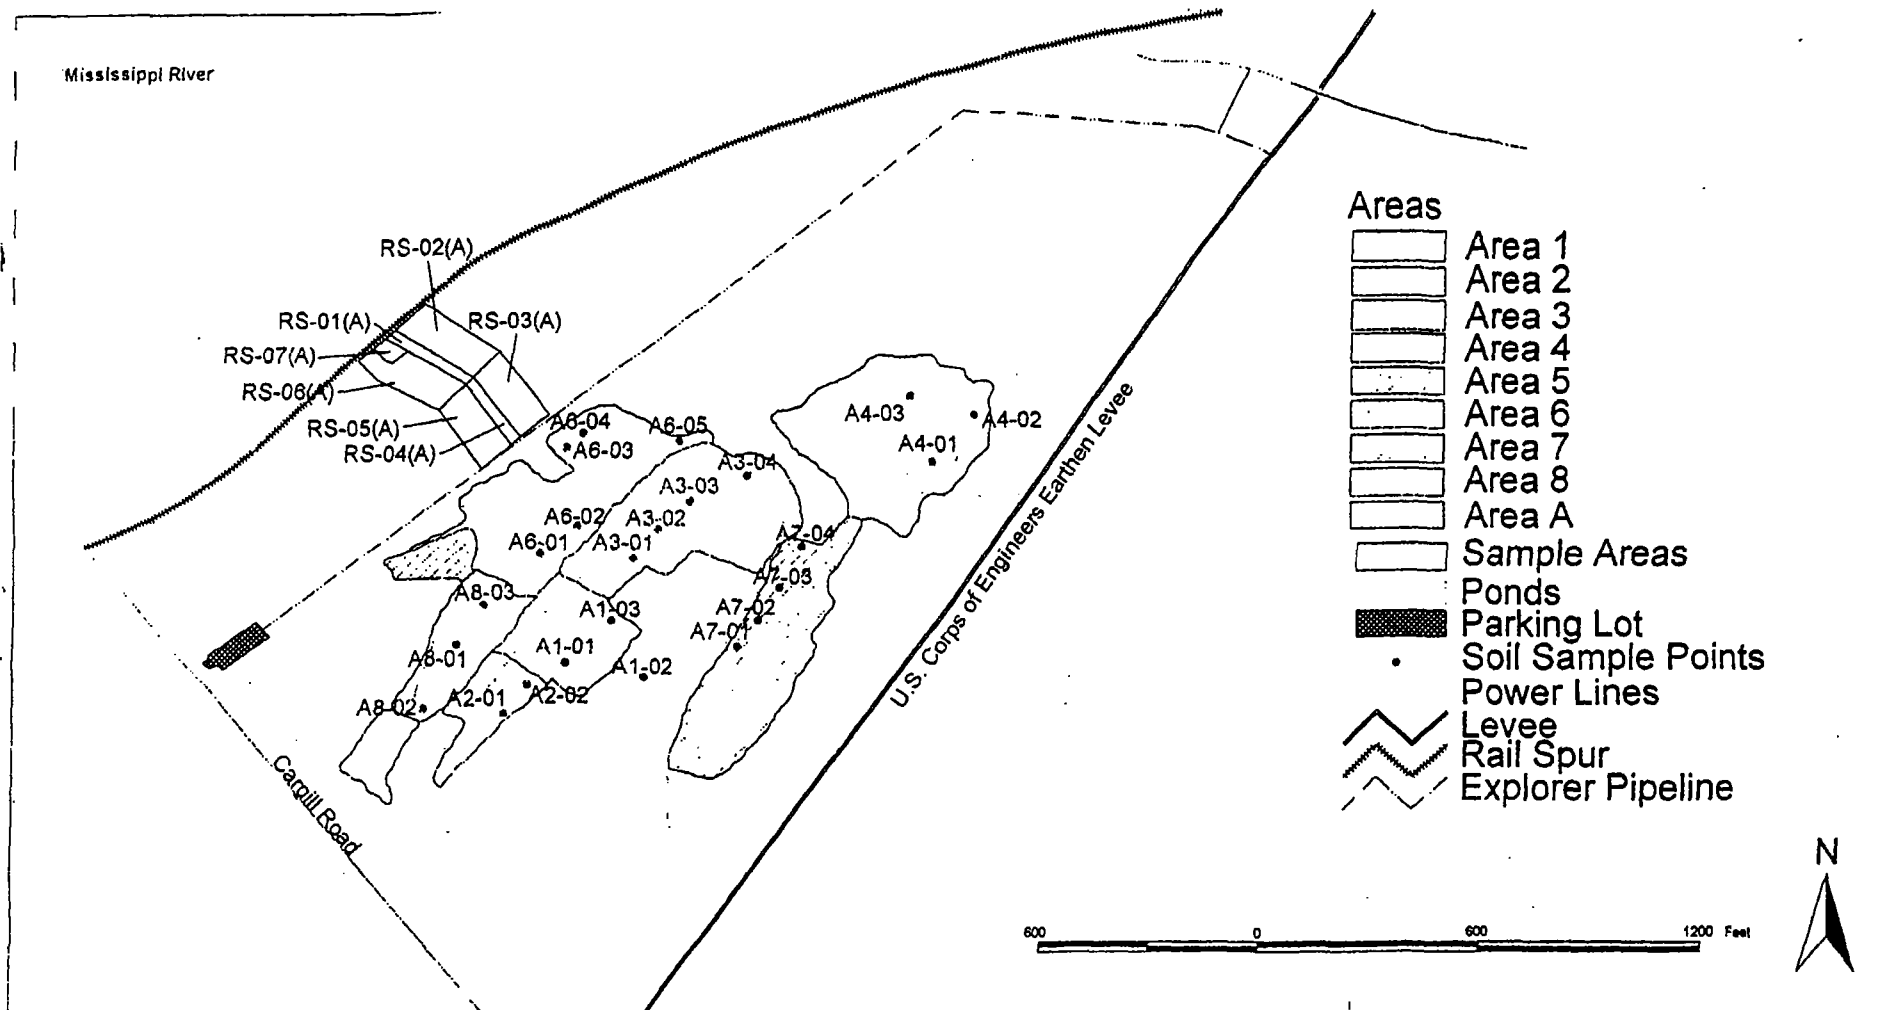 Mississippi River
RS-02(A)
RS-01(A)
RS-03(A)
RS-07(A)
RS-06(A)
RS-05(A)
RS-04(A)
A6-04
A6-05
A6-03
A3-04
A3-03
A6-02
A3-02
A6-01
A3-01
A4-03
A4-02
A4-01
A7-04
A7-03
A7-02
A7-01
A8-03
A1-03
A1-01
A1-02
A8-01
A2-01
A2-02
A8-02
Cargill Road
U.S. Corps of Engineers Earthen Levee
Areas
Area 1
Area 2
Area 3
Area 4
Area 5
Area 6
Area 7
Area 8
Area A
Sample Areas
Ponds
Parking Lot
Soil Sample Points
Power Lines
Levee
Rail Spur
Explorer Pipeline
N
600 0 600 1200 Feet